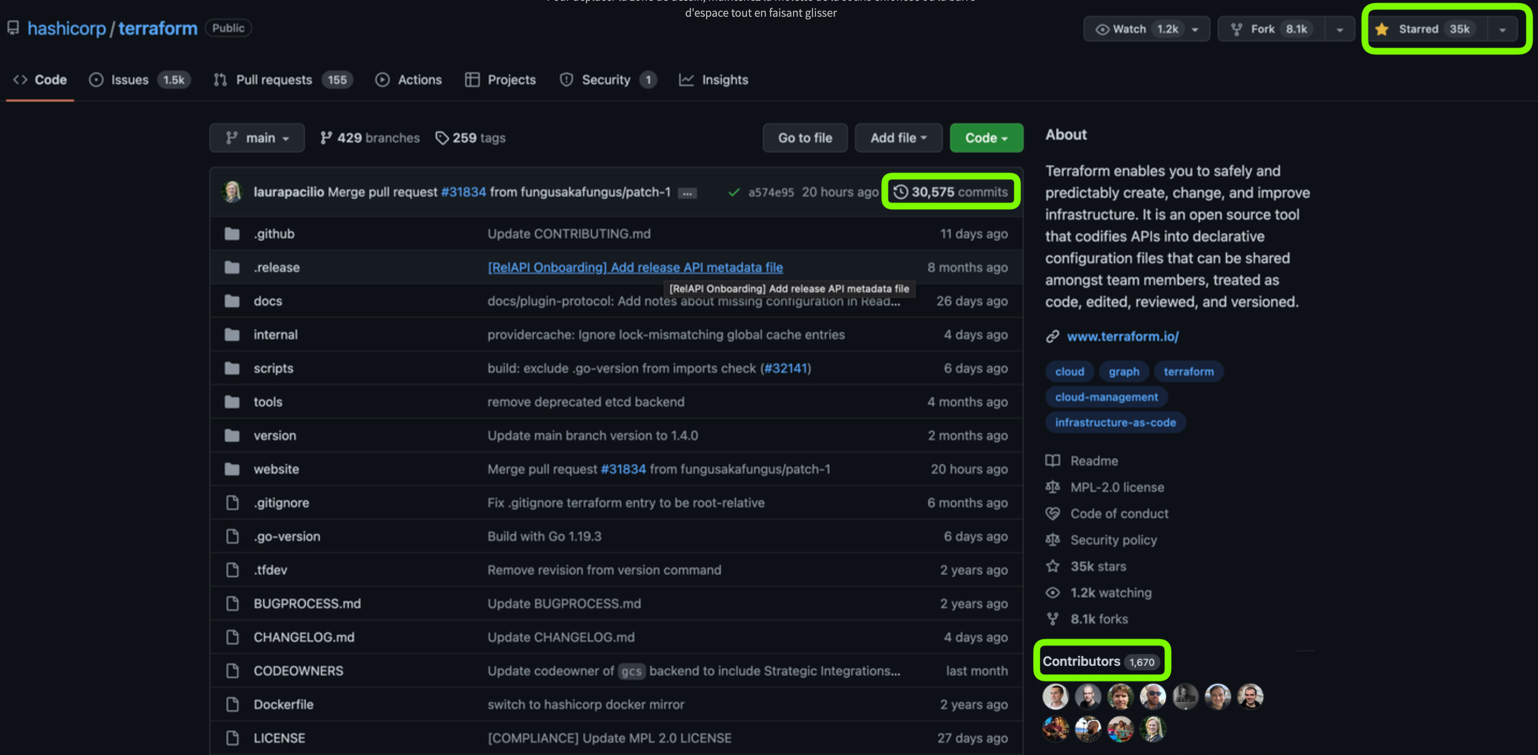 d'espace tout en faisant glisser
hashicorp / terraform Public
Watch 1.2k Fork 8.1k Starred 35k
Code Issues 1.5k Pull requests 155 Actions Projects Security 1 Insights
main 429 branches 259 tags Go to file Add file Code
laurapacilio Merge pull request #31834 from fungusakafungus/patch-1 ... a574e95 20 hours ago 30,575 commits
.github Update CONTRIBUTING.md 11 days ago
.release [RelAPI Onboarding] Add release API metadata file 8 months ago
[RelAPI Onboarding] Add release API metadata file
docs docs/plugin-protocol: Add notes about missing configuration in Read... 26 days ago
internal providercache: Ignore lock-mismatching global cache entries 4 days ago
scripts build: exclude .go-version from imports check (#32141) 6 days ago
tools remove deprecated etcd backend 4 months ago
version Update main branch version to 1.4.0 2 months ago
website Merge pull request #31834 from fungusakafungus/patch-1 20 hours ago
.gitignore Fix .gitignore terraform entry to be root-relative 6 months ago
.go-version Build with Go 1.19.3 6 days ago
.tfdev Remove revision from version command 2 years ago
BUGPROCESS.md Update BUGPROCESS.md 2 years ago
CHANGELOG.md Update CHANGELOG.md 4 days ago
CODEOWNERS Update codeowner of gcs backend to include Strategic Integrations... last month
Dockerfile switch to hashicorp docker mirror 2 years ago
LICENSE [COMPLIANCE] Update MPL 2.0 LICENSE 27 days ago
About
Terraform enables you to safely and
predictably create, change, and improve
infrastructure. It is an open source tool
that codifies APIs into declarative
configuration files that can be shared
amongst team members, treated as
code, edited, reviewed, and versioned.
www.terraform.io/
cloud graph terraform
cloud-management
infrastructure-as-code
Readme
MPL-2.0 license
Code of conduct
Security policy
35k stars
1.2k watching
8.1k forks
Contributors 1,670